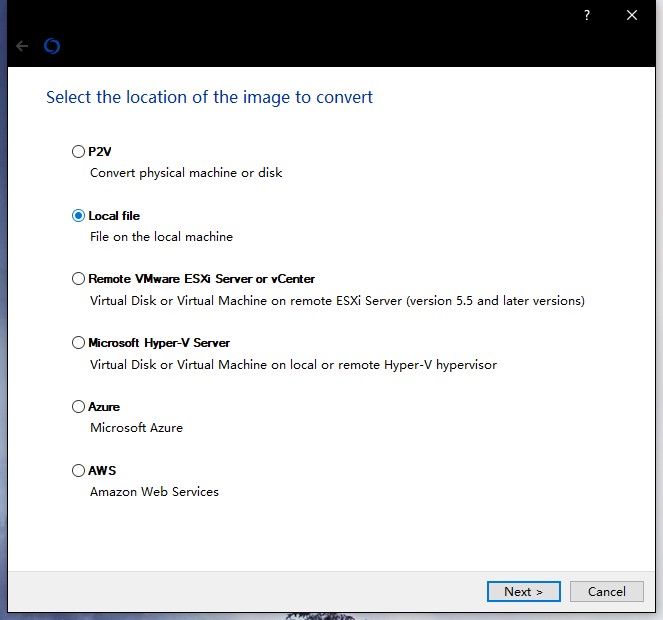 ?
Select the location of the image to convert
P2V
Convert physical machine or disk
Local file
File on the local machine
Remote VMware ESXi Server or vCenter
Virtual Disk or Virtual Machine on remote ESXi Server (version 5.5 and later versions)
Microsoft Hyper-V Server
Virtual Disk or Virtual Machine on local or remote Hyper-V hypervisor
Azure
Microsoft Azure
AWS
Amazon Web Services
Next >
Cancel